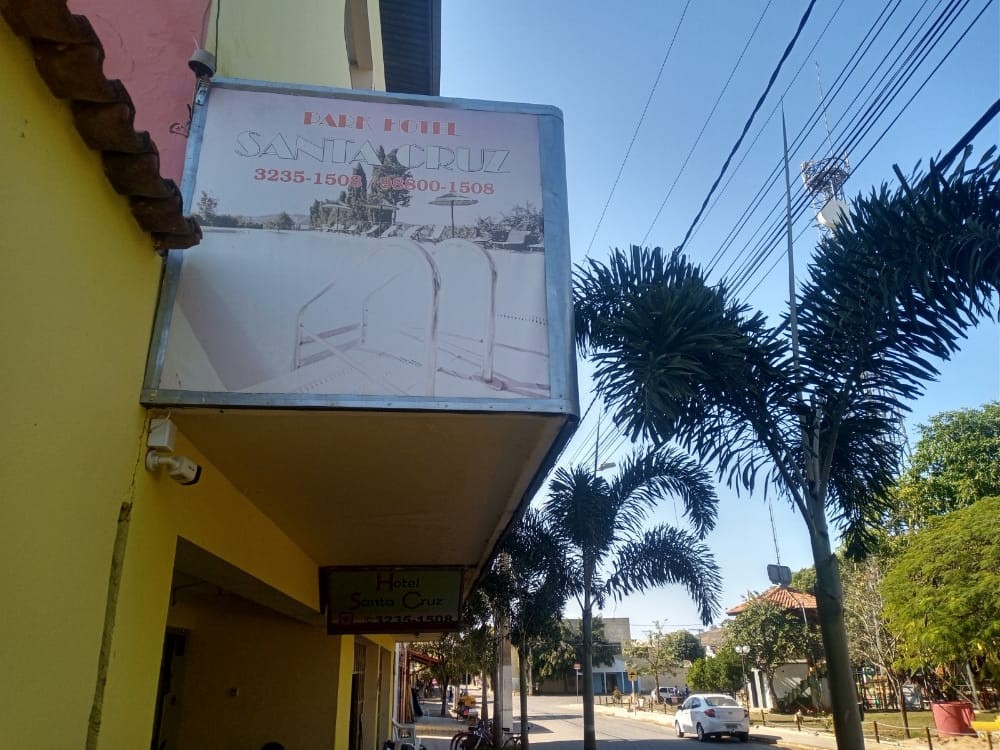 PARK HOTEL
SANTA CRUZ
3235-1508 98800-1508
Hotel
Santa Cruz
3235-1508